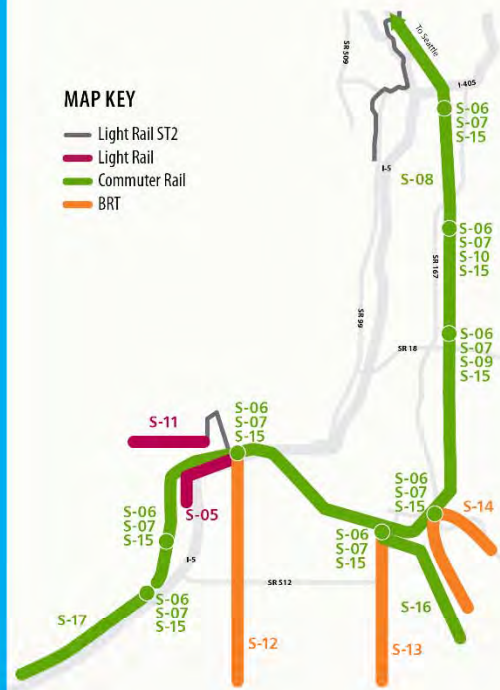 To Seattle
SR 509
I-405
MAP KEY
Light Rail ST2
Light Rail
Commuter Rail
BRT
S-06
S-07
S-15
I-5
S-08
S-06
S-07
S-10
S-15
SR 167
SR 99
S-06
S-07
S-09
S-15
SR 18
S-11
S-06
S-07
S-15
S-05
S-06
S-07
S-15
S-14
S-06
S-07
S-15
S-06
S-07
S-15
I-5
SR 512
S-06
S-07
S-15
S-16
S-17
S-12
S-13